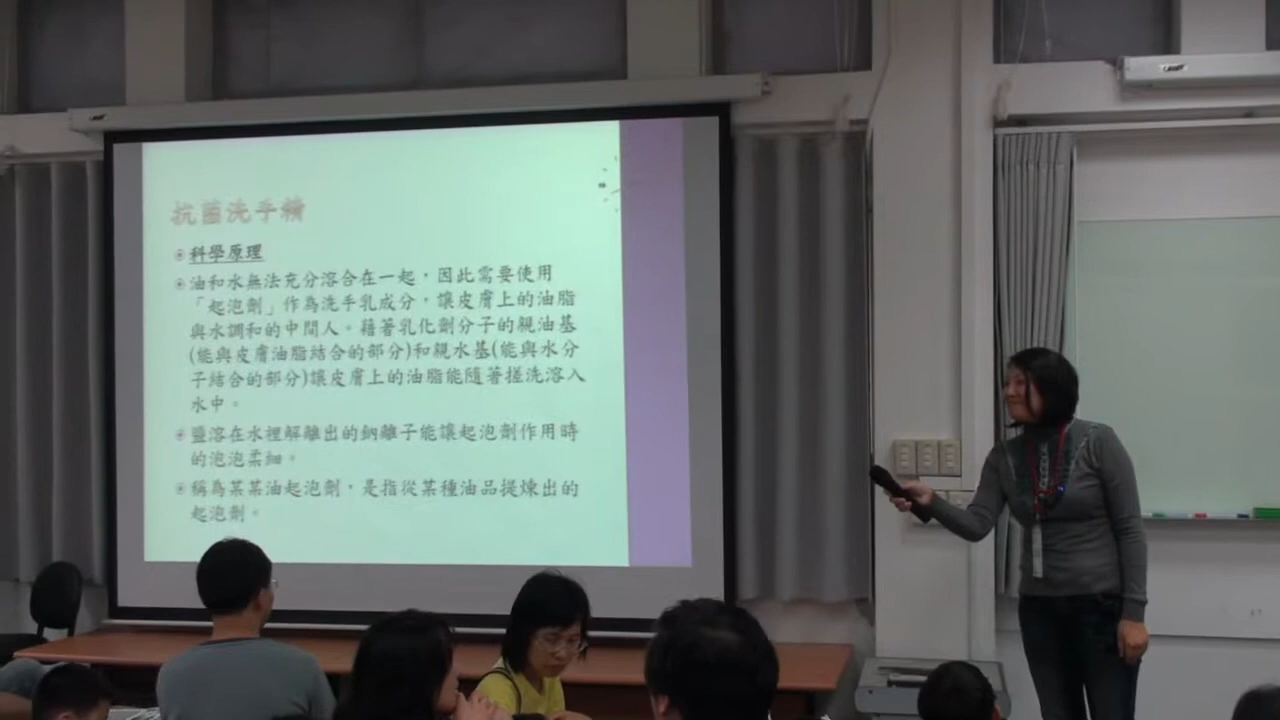 抗菌洗手精
科學原理
油和水無法充分溶合在一起，因此需要使用
「起泡劑」作為洗手乳成分，讓皮膚上的油脂
與水調和的中間人。藉著乳化劑分子的親油基
(能與皮膚油脂結合的部分)和親水基(能與水分
子結合的部分)讓皮膚上的油脂能隨著搓洗溶入
水中。
鹽溶在水裡解離出的鈉離子能讓起泡劑作用時
的泡泡柔細。
稱為某某油起泡劑，是指從某種油品提煉出的
起泡劑。